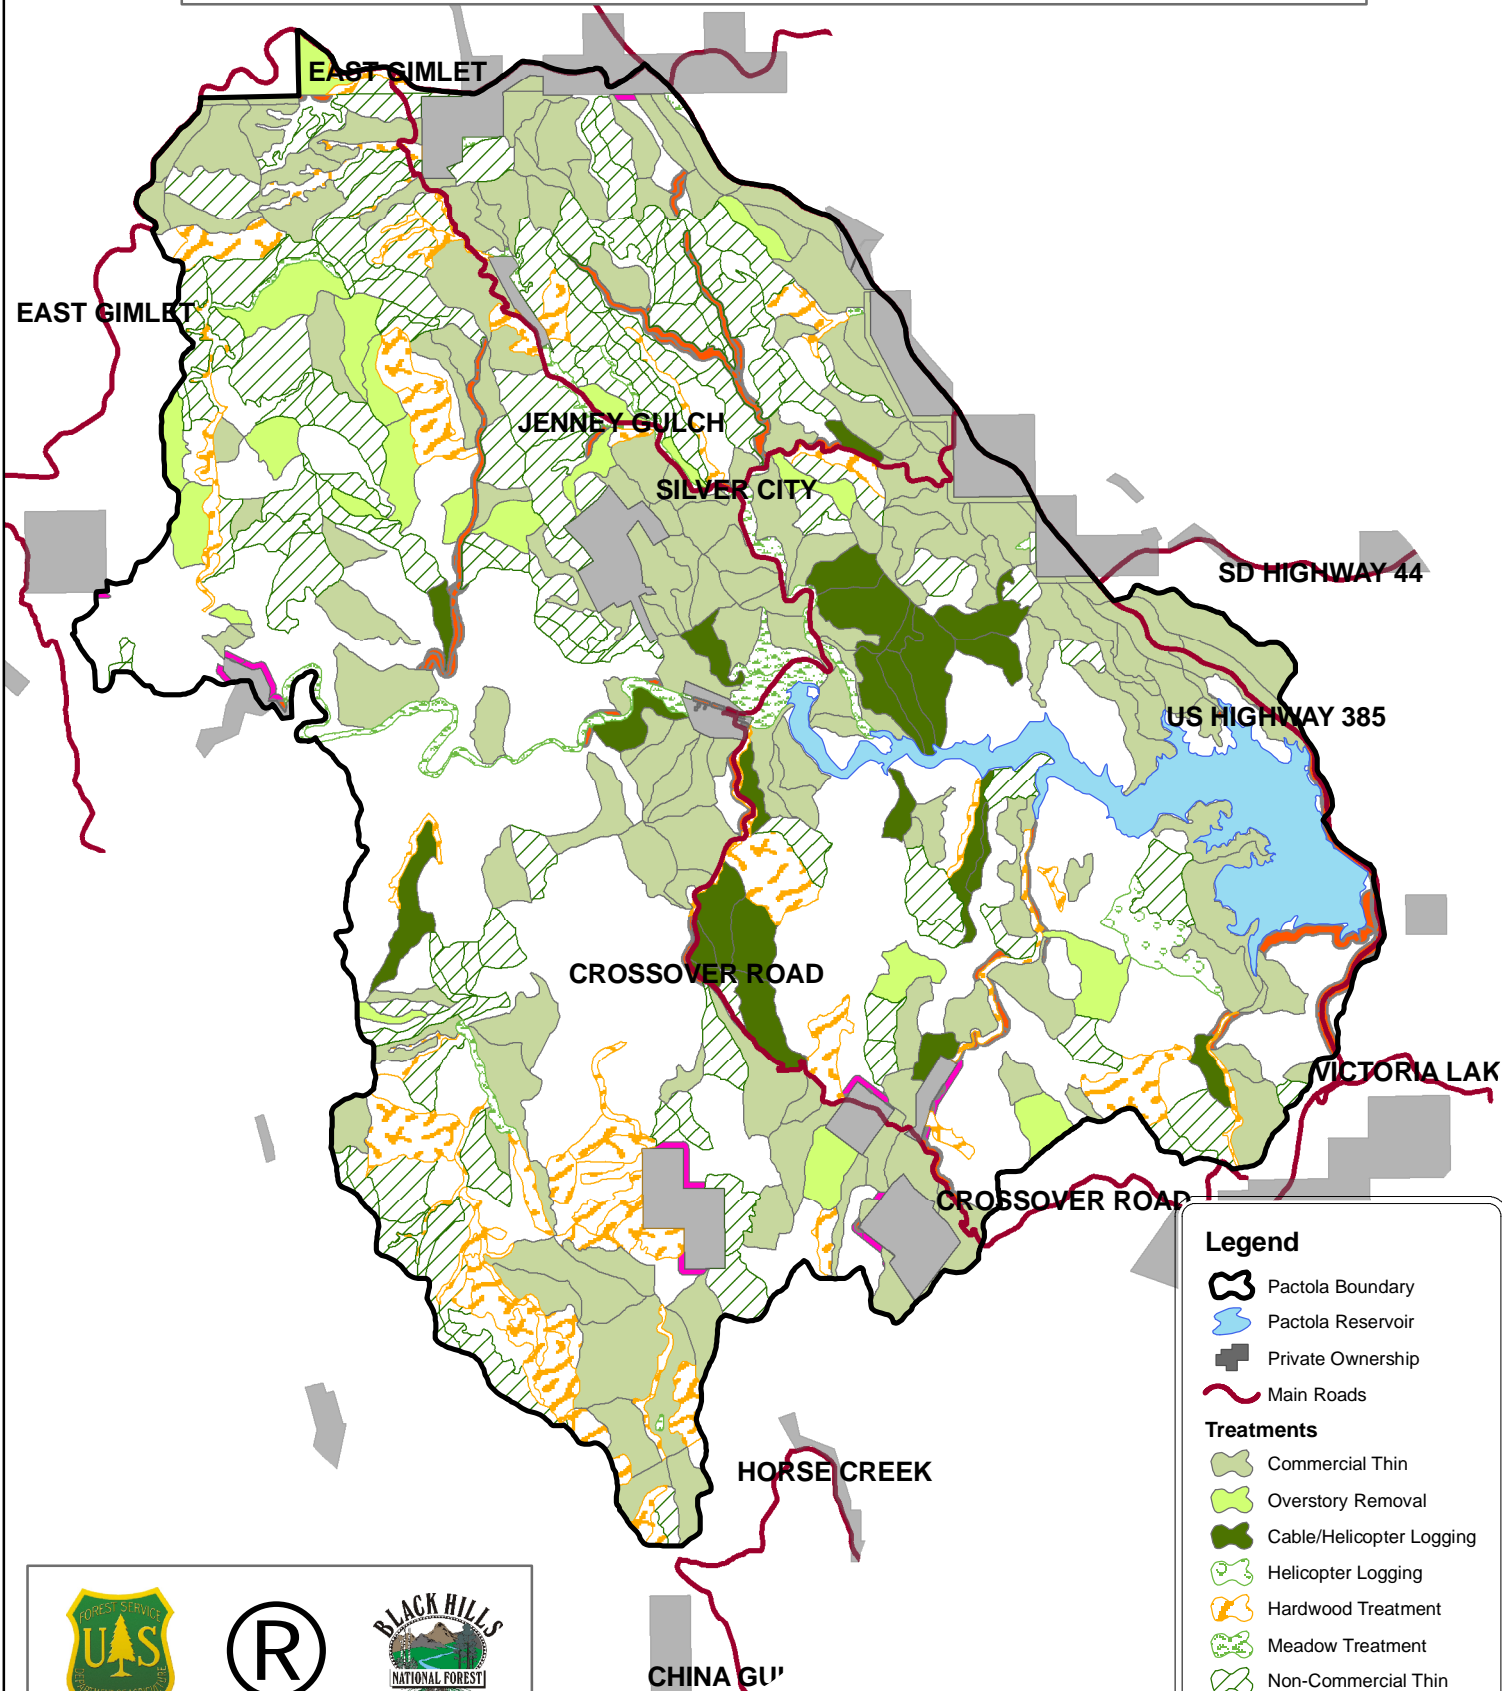 EAST GIMLET
EAST GIMLET
JENNEY GULCH
SILVER CITY
SD HIGHWAY 44
US HIGHWAY 385
CROSSOVER ROAD
VICTORIA LAK
CROSSOVER ROAD
HORSE CREEK
CHINA GU
Legend
Pactola Boundary
Pactola Reservoir
Private Ownership
Main Roads
Treatments
Commercial Thin
Overstory Removal
Cable/Helicopter Logging
Helicopter Logging
Hardwood Treatment
Meadow Treatment
Non-Commercial Thin
FOREST SERVICE
U S
®
BLACK HILLS
NATIONAL FOREST